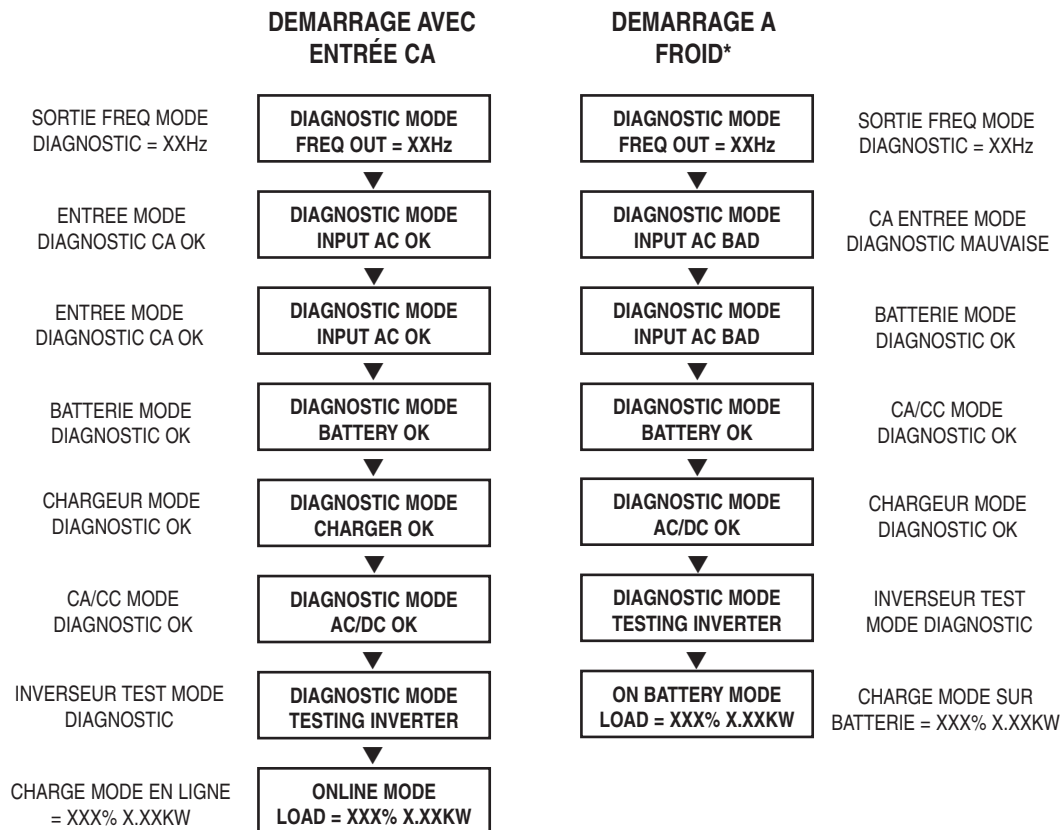 DEMARRAGE AVEC
ENTRÉE CA
DEMARRAGE A
FROID*
SORTIE FREQ MODE
DIAGNOSTIC = XXHz
DIAGNOSTIC MODE
FREQ OUT = XXHz
DIAGNOSTIC MODE
FREQ OUT = XXHz
SORTIE FREQ MODE
DIAGNOSTIC = XXHz
ENTREE MODE
DIAGNOSTIC CA OK
DIAGNOSTIC MODE
INPUT AC OK
DIAGNOSTIC MODE
INPUT AC BAD
CA ENTREE MODE
DIAGNOSTIC MAUVAISE
ENTREE MODE
DIAGNOSTIC CA OK
DIAGNOSTIC MODE
INPUT AC OK
DIAGNOSTIC MODE
INPUT AC BAD
BATTERIE MODE
DIAGNOSTIC OK
BATTERIE MODE
DIAGNOSTIC OK
DIAGNOSTIC MODE
BATTERY OK
DIAGNOSTIC MODE
BATTERY OK
CA/CC MODE
DIAGNOSTIC OK
CHARGEUR MODE
DIAGNOSTIC OK
DIAGNOSTIC MODE
CHARGER OK
DIAGNOSTIC MODE
AC/DC OK
CHARGEUR MODE
DIAGNOSTIC OK
CA/CC MODE
DIAGNOSTIC OK
DIAGNOSTIC MODE
AC/DC OK
DIAGNOSTIC MODE
TESTING INVERTER
INVERSEUR TEST
MODE DIAGNOSTIC
INVERSEUR TEST MODE
DIAGNOSTIC
DIAGNOSTIC MODE
TESTING INVERTER
ON BATTERY MODE
LOAD = XXX% X.XXKW
CHARGE MODE SUR
BATTERIE = XXX% X.XXKW
CHARGE MODE EN LIGNE
= XXX% X.XXKW
ONLINE MODE
LOAD = XXX% X.XXKW